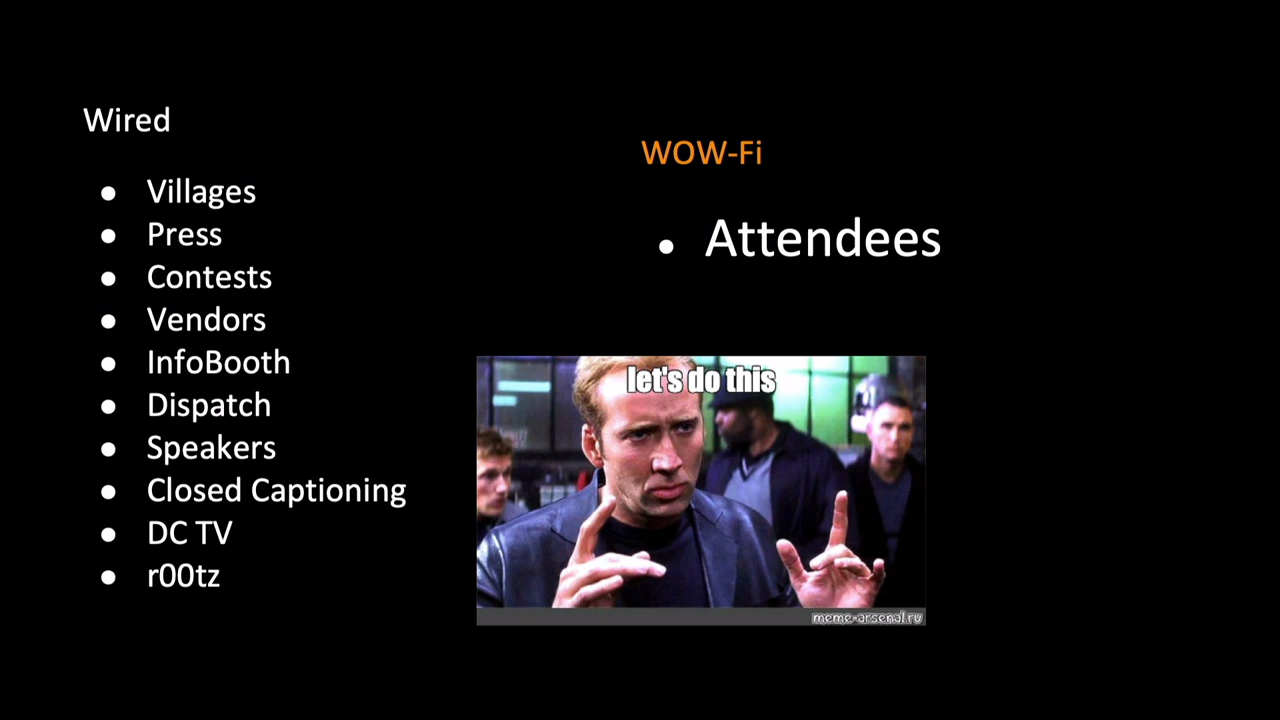 Wired
● Villages
● Press
● Contests
● Vendors
● InfoBooth
● Dispatch
● Speakers
● Closed Captioning
● DC TV
● r00tz
WOW-Fi
● Attendees
let's do this
meme-arsenal.ru